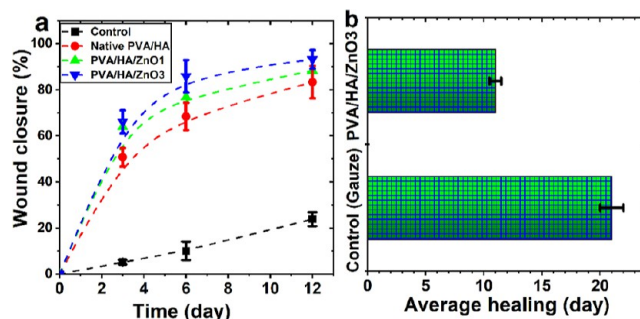 a
Control
Native PVA/HA
PVA/HA/ZnO1
PVA/HA/ZnO3
100
80
60
40
20
0
Wound closure (%)
0 2 4 6 8 10 12
Time (day)
b
PVA/HA/ZnO3
Control (Gauze)
0 10 20
Average healing (day)